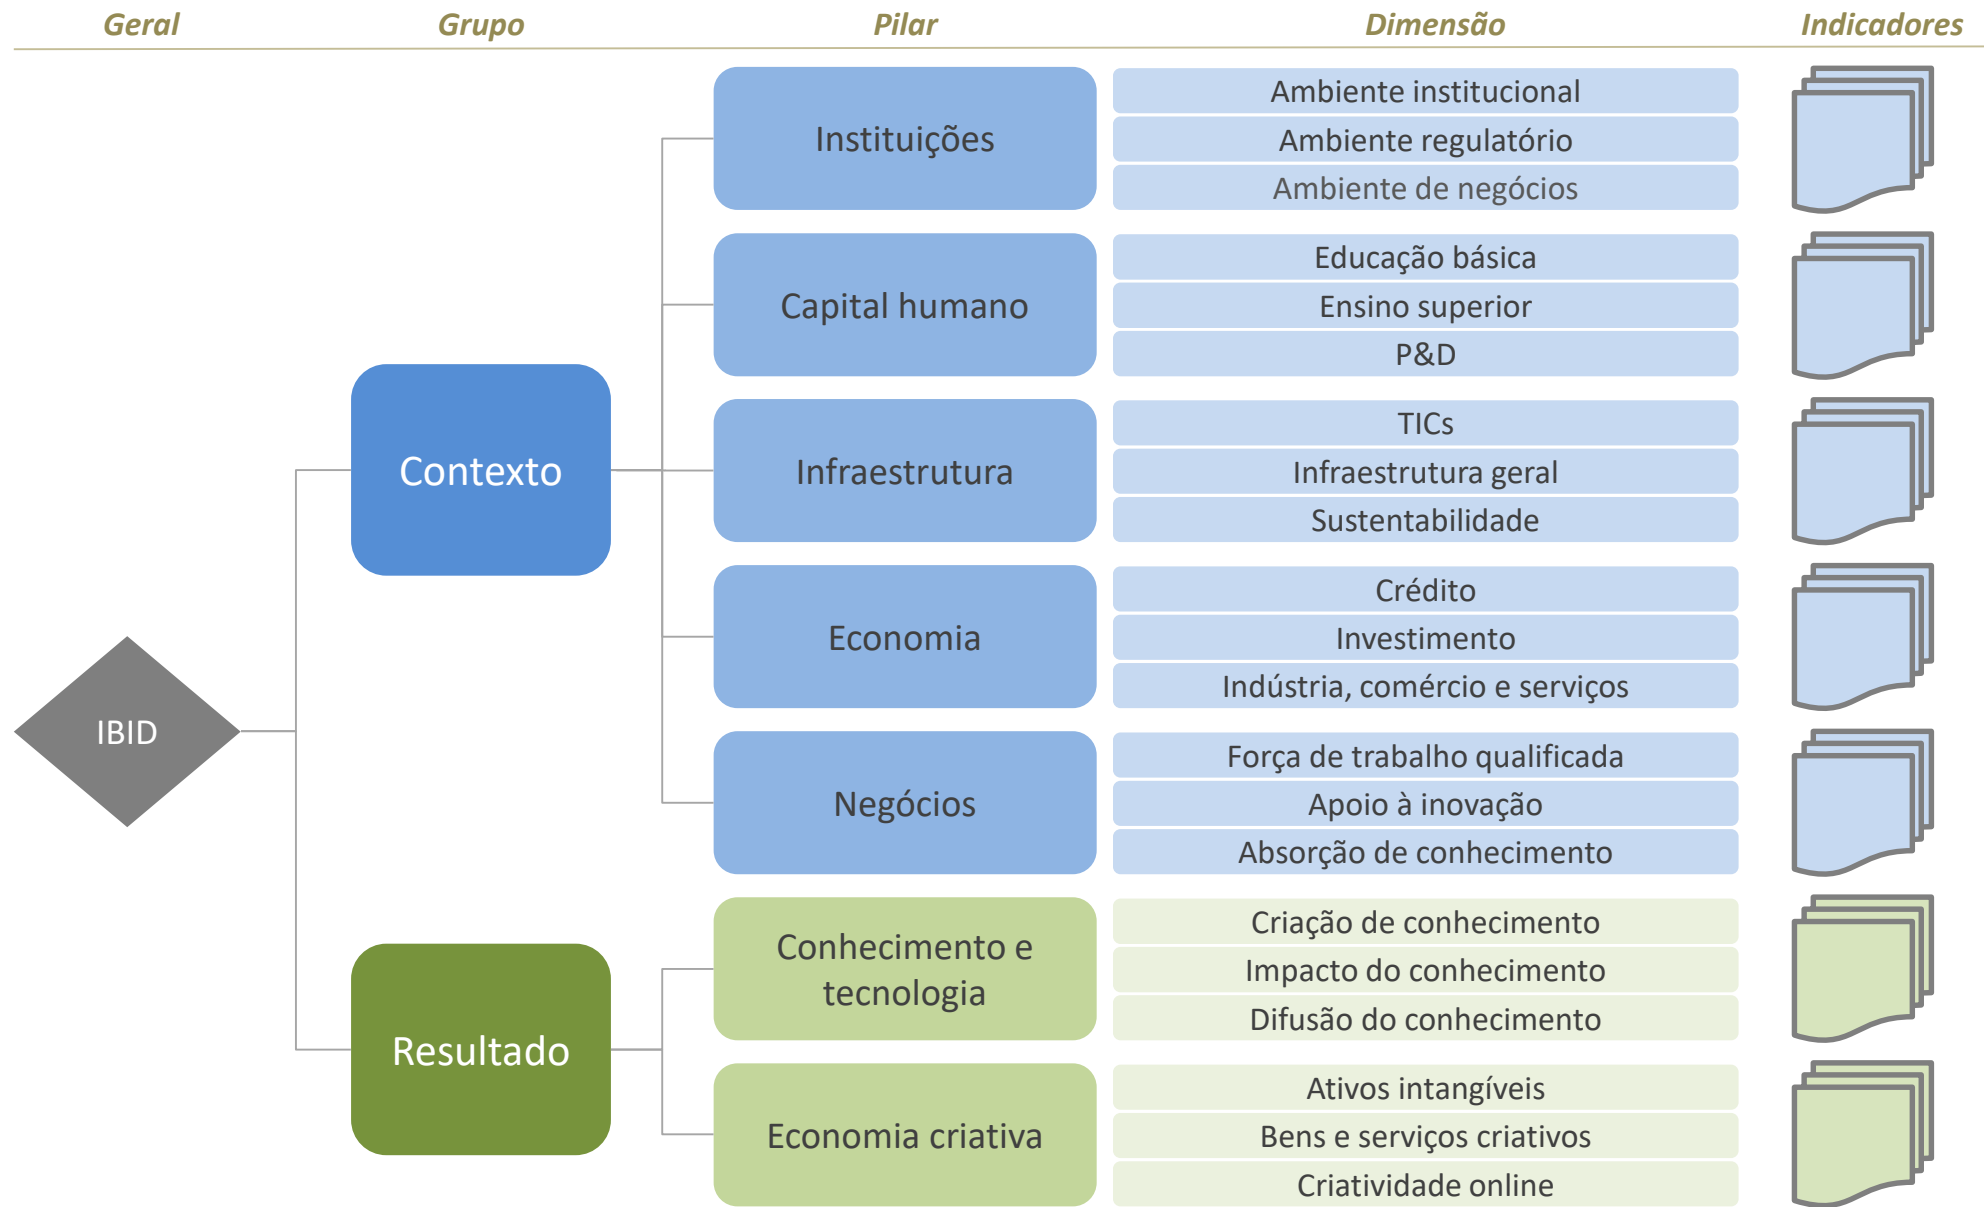 Geral
Grupo
Pilar
Dimensão
Indicadores
IBID
Contexto
Instituições
Ambiente institucional
Ambiente regulatório
Ambiente de negócios
Capital humano
Educação básica
Ensino superior
P&D
Infraestrutura
TICs
Infraestrutura geral
Sustentabilidade
Economia
Crédito
Investimento
Indústria, comércio e serviços
Negócios
Força de trabalho qualificada
Apoio à inovação
Absorção de conhecimento
Resultado
Conhecimento e
tecnologia
Criação de conhecimento
Impacto do conhecimento
Difusão do conhecimento
Economia criativa
Ativos intangíveis
Bens e serviços criativos
Criatividade online